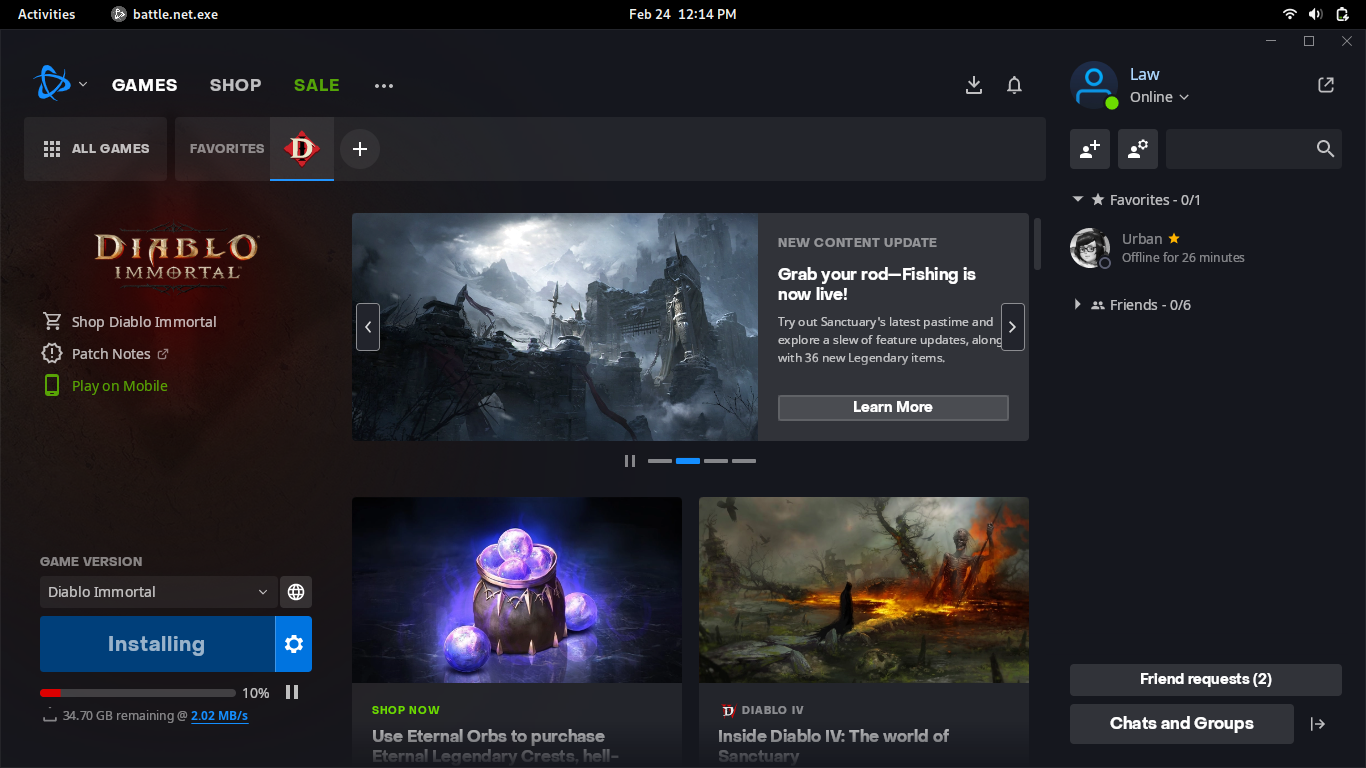 Activities
battle.net.exe
Feb 24 12:14 PM
GAMES
SHOP
SALE
Law
Online
ALL GAMES
FAVORITES
D
DIABLO
IMMORTAL
Shop Diablo Immortal
Patch Notes
Play on Mobile
NEW CONTENT UPDATE
Grab your rod—Fishing is
now live!
Try out Sanctuary's latest pastime and
explore a slew of feature updates, along
with 36 new Legendary items.
Learn More
Favorites - 0/1
Urban
Offline for 26 minutes
Friends - 0/6
GAME VERSION
Diablo Immortal
Installing
10%
34.70 GB remaining @ 2.02 MB/s
SHOP NOW
Use Eternal Orbs to purchase
Eternal Legendary Crests, hell-
D
DIABLO IV
Inside Diablo IV: The world of
Sanctuary
Friend requests (2)
Chats and Groups